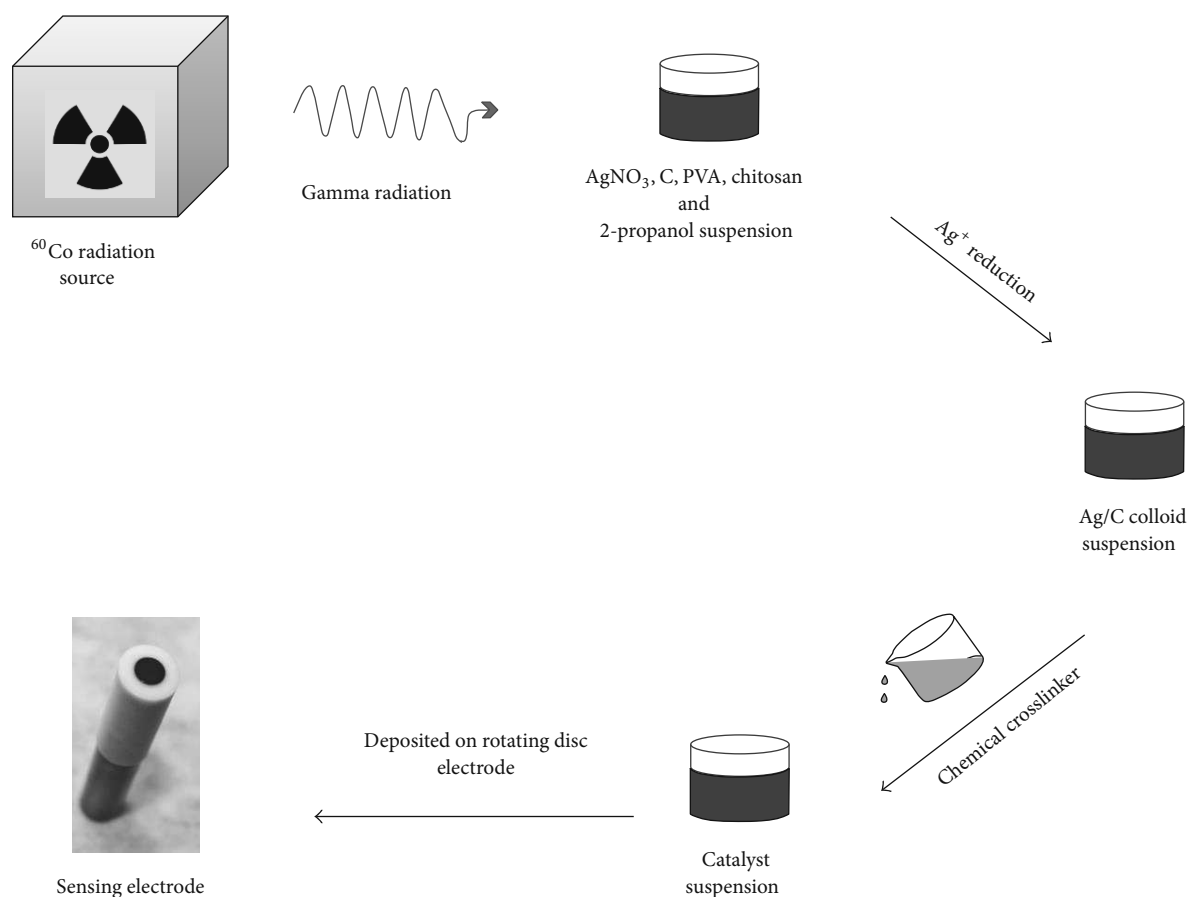 ⁶⁰Co radiation
source
Gamma radiation
AgNO₃, C, PVA, chitosan
and
2-propanol suspension
Ag⁺ reduction
Ag/C colloid
suspension
Chemical crosslinker
Catalyst
suspension
Deposited on rotating disc
electrode
Sensing electrode